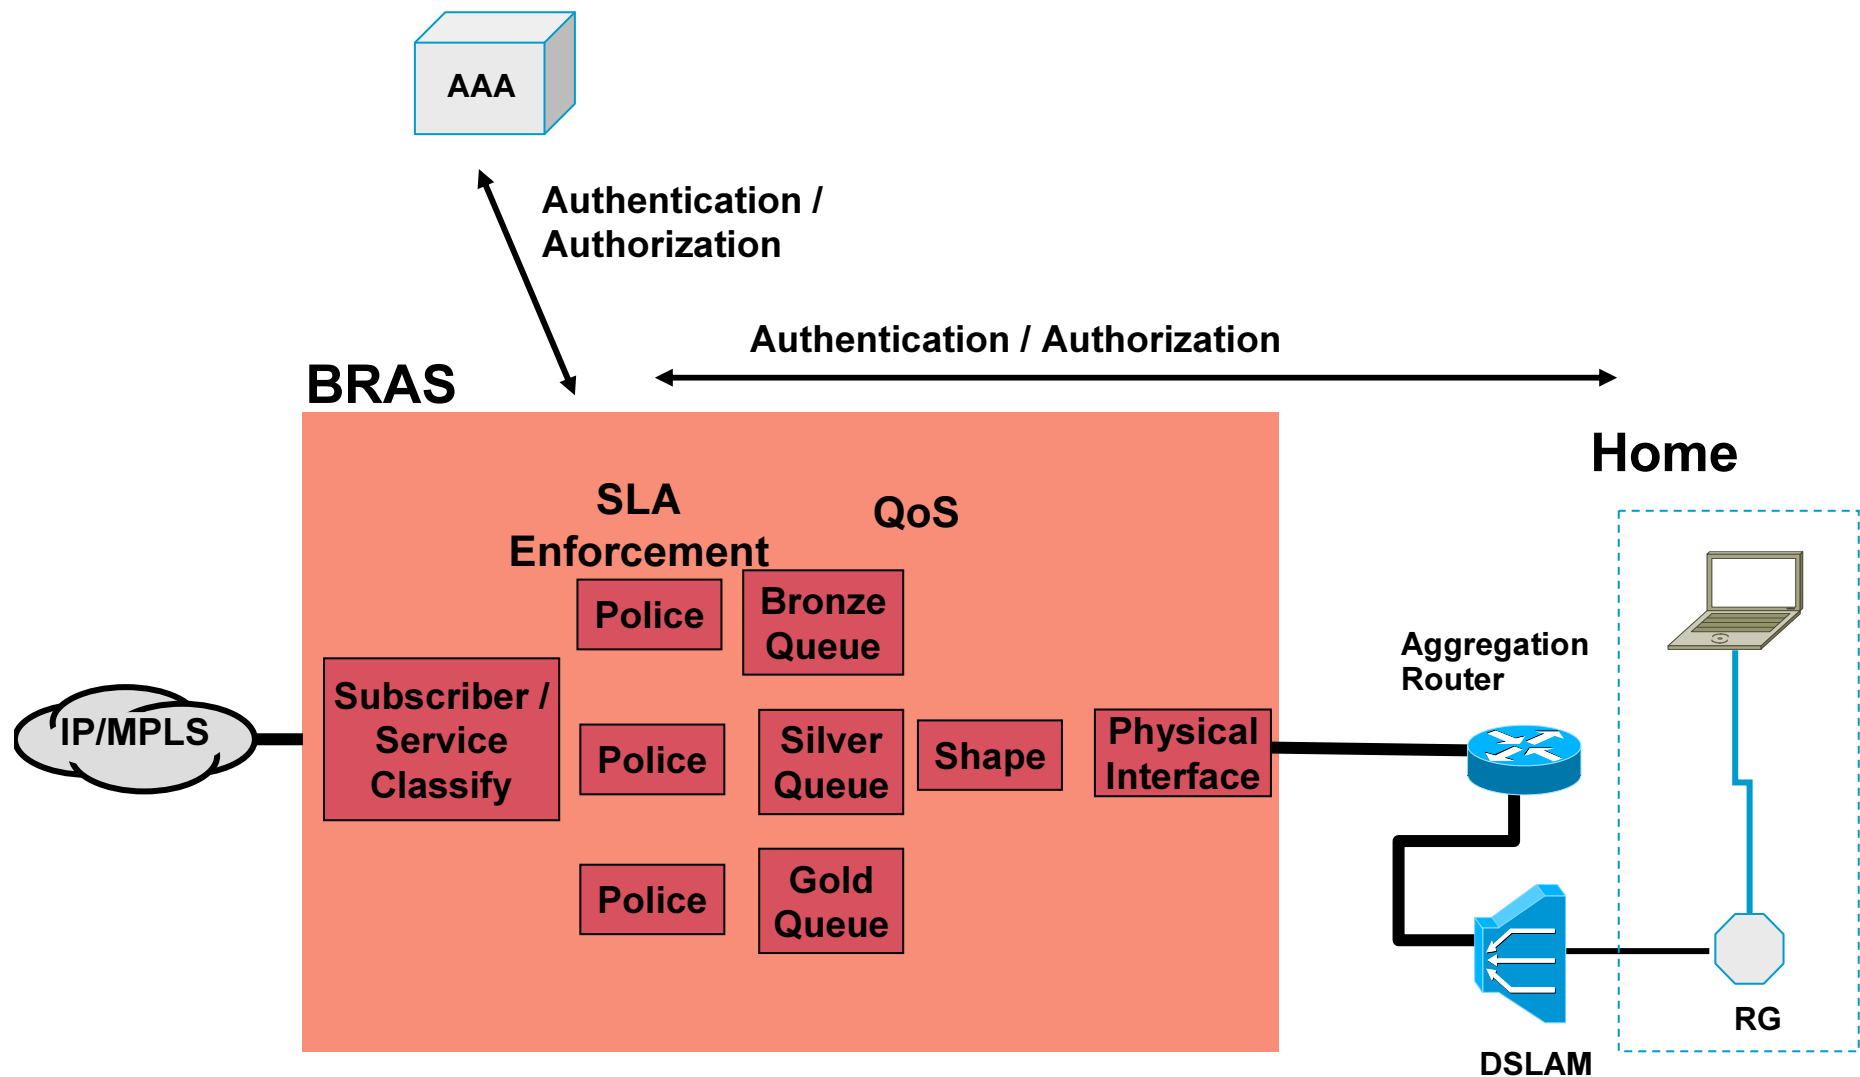 AAA
Authentication /
Authorization
Authentication / Authorization
BRAS
Home
SLA
Enforcement
QoS
Police
Bronze
Queue
Subscriber /
Service
Classify
IP/MPLS
Police
Silver
Queue
Shape
Physical
Interface
Aggregation
Router
Police
Gold
Queue
RG
DSLAM